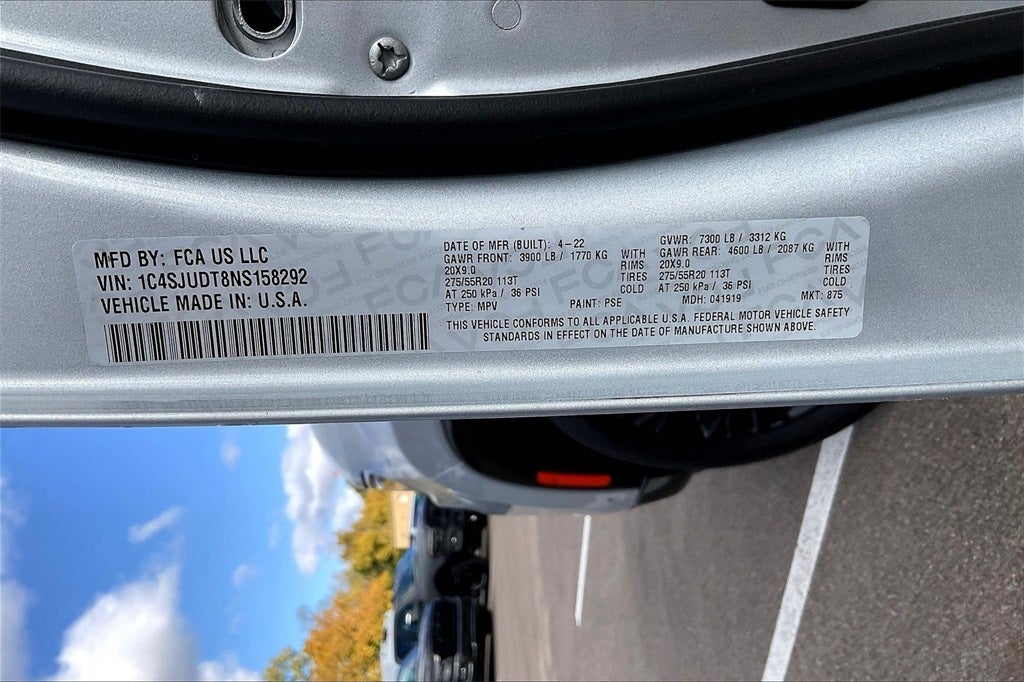 MFD BY: FCA US LLC
VIN: 1C4SJUDT8NS158292
VEHICLE MADE IN: U.S.A.
DATE OF MFR (BUILT): 4-22
GAWR FRONT: 3900 LB / 1770 KG WITH
20X9.0 RIMS
275/55R20 113T TIRES
AT 250 kPa / 36 PSI COLD
TYPE: MPV PAINT: PSE
GVWR: 7300 LB / 3312 KG
GAWR REAR: 4600 LB / 2087 KG WITH
20X9.0 RIMS
275/55R20 113T TIRES
AT 250 kPa / 36 PSI COLD
MDH: 041919 MKT: 875
THIS VEHICLE CONFORMS TO ALL APPLICABLE U.S.A. FEDERAL MOTOR VEHICLE SAFETY
STANDARDS IN EFFECT ON THE DATE OF MANUFACTURE SHOWN ABOVE.